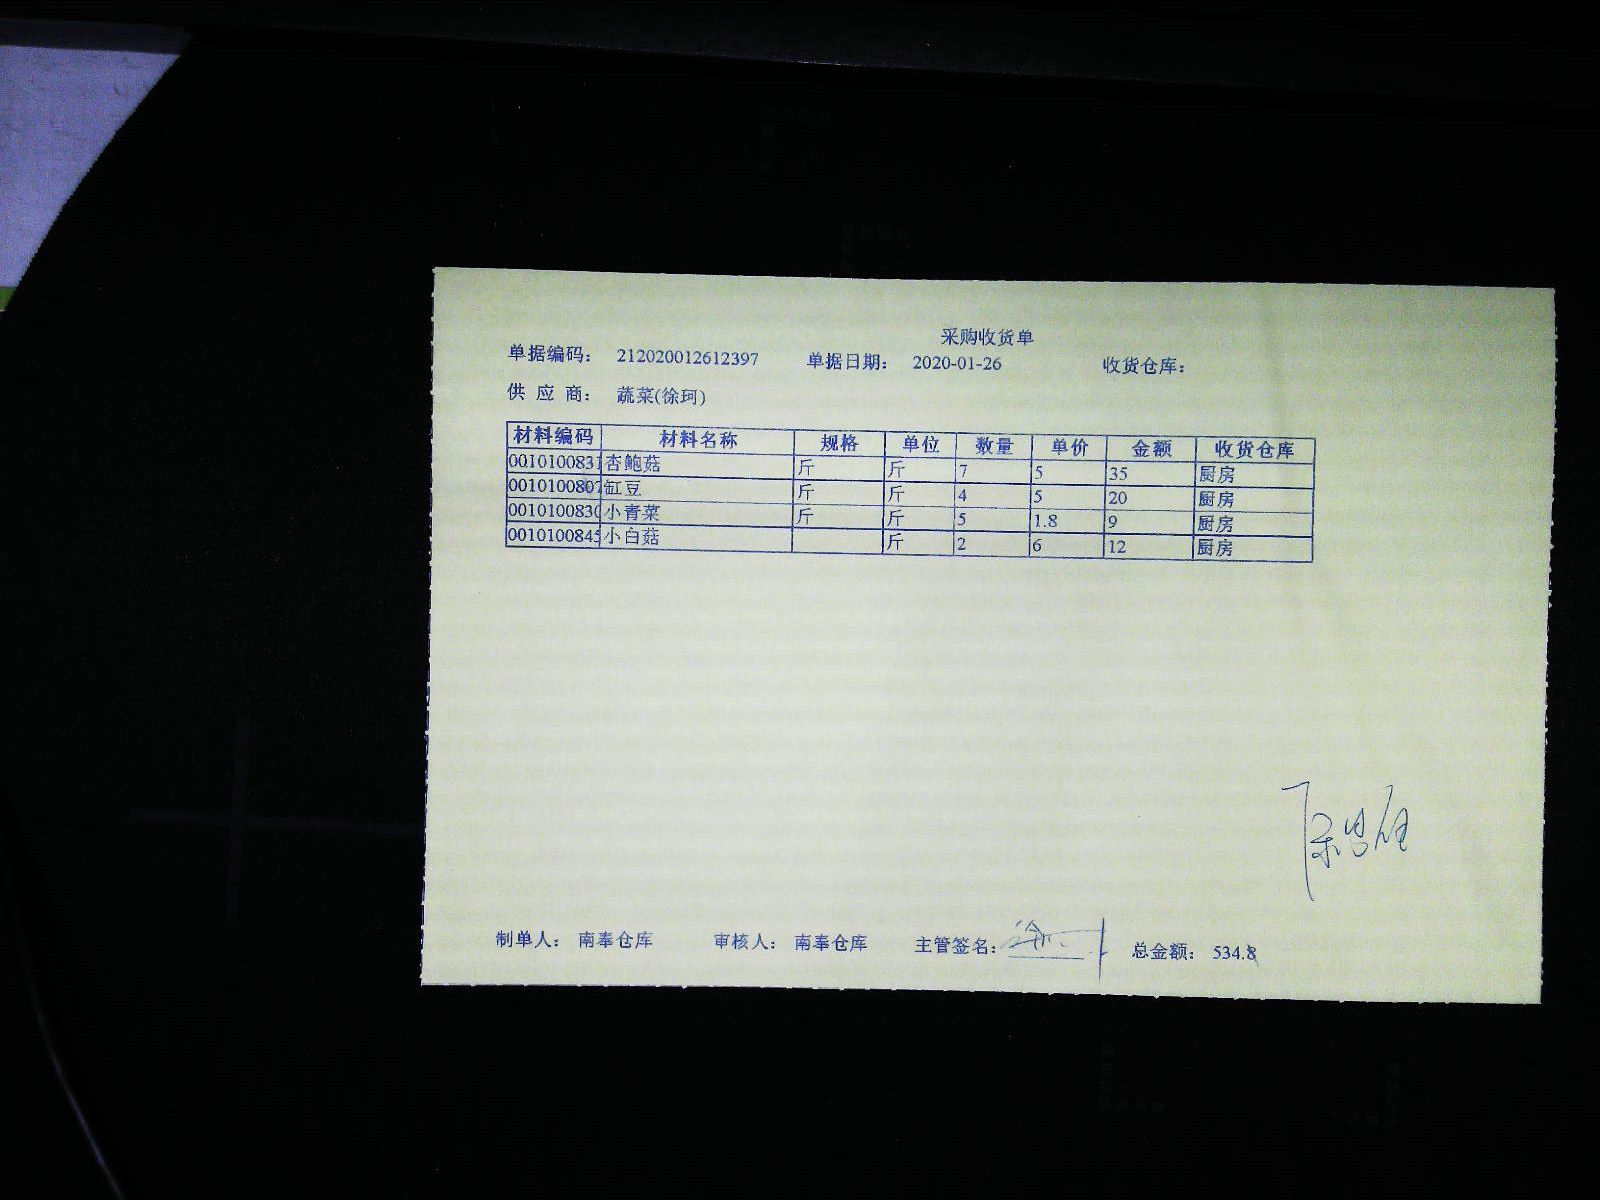 采购收货单
单据编码： 212020012612397 单据日期： 2020-01-26 收货仓库：
供 应 商： 蔬菜(徐珂)
材料编码 材料名称 规格 单位 数量 单价 金额 收货仓库
0010100831 杏鲍菇 斤 斤 7 5 35 厨房
0010100807 缸豆 斤 斤 4 5 20 厨房
001010083 小青菜 斤 斤 5 1.8 9 厨房
0010100845 小白菇 斤 2 6 12 厨房
制单人： 南奉仓库 审核人： 南奉仓库 主管签名： 总金额： 534.8